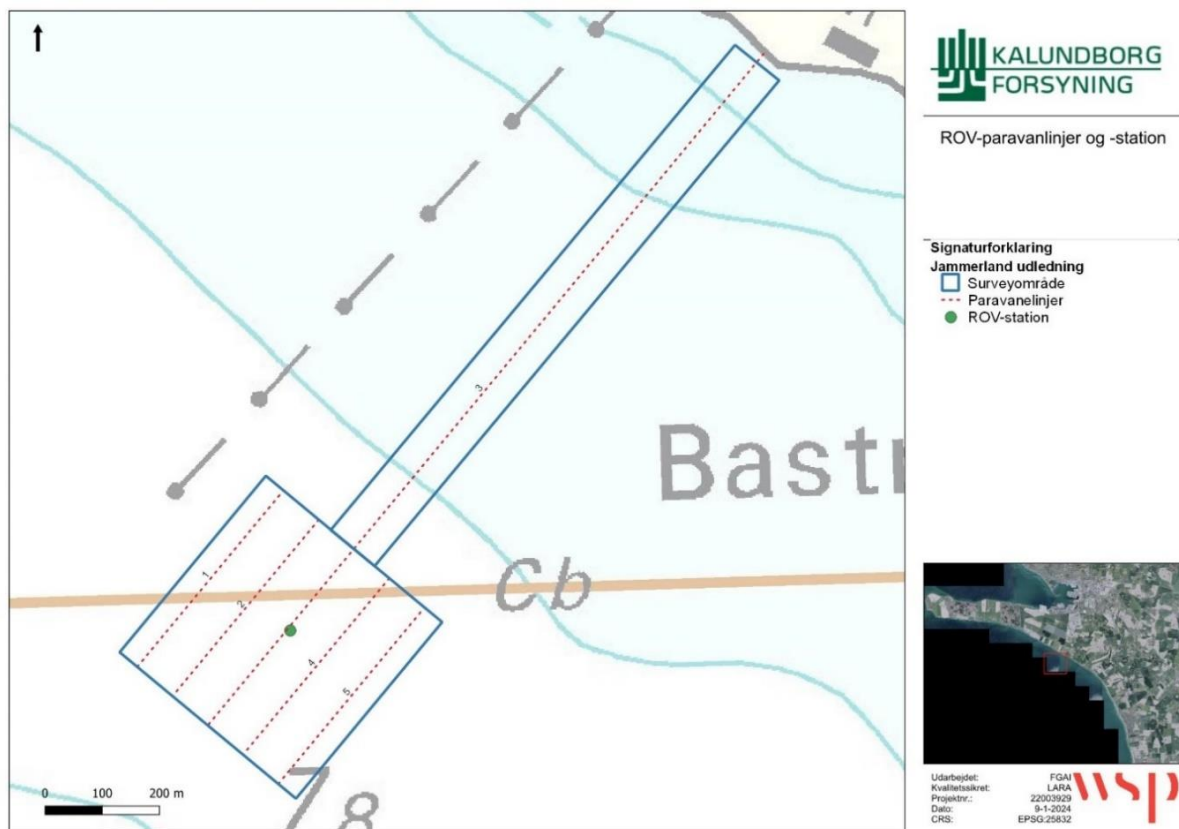 KALUNDBORG
FORSYNING
ROV-paravanlinjer og -station
Signaturforklaring
Jammerland udledning
Surveyområde
Paravanelinjer
ROV-station
3
Bastr
Cb
1
2
4
5
78
0 100 200 m
Udarbejdet: FGAI
Kvalitetssikret: LARA
Projektnr.: 22003929
Dato: 9-1-2024
CRS: EPSG:25832
wsp